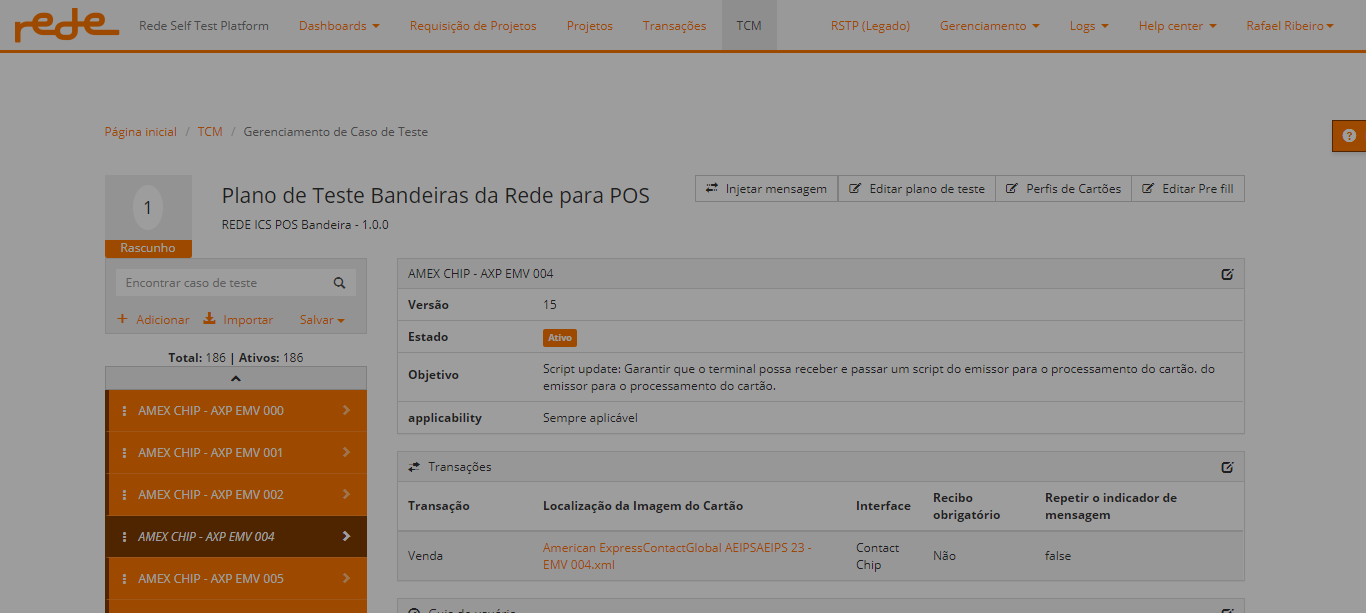 rede Rede Self Test Platform Dashboards Requisição de Projetos Projetos Transações TCM RSTP (Legado) Gerenciamento Logs Help center Rafael Ribeiro
Página inicial / TCM / Gerenciamento de Caso de Teste
1
Rascunho
Plano de Teste Bandeiras da Rede para POS
REDE ICS POS Bandeira - 1.0.0
Injetar mensagem Editar plano de teste Perfis de Cartões Editar Pre fill
Encontrar caso de teste
+ Adicionar Importar Salvar
Total: 186 | Ativos: 186
AMEX CHIP - AXP EMV 000
AMEX CHIP - AXP EMV 001
AMEX CHIP - AXP EMV 002
AMEX CHIP - AXP EMV 004
AMEX CHIP - AXP EMV 005
AMEX CHIP - AXP EMV 004
Versão 15
Estado Ativo
Objetivo Script update: Garantir que o terminal possa receber e passar um script do emissor para o processamento do cartão. do
emissor para o processamento do cartão.
applicability Sempre aplicável
Transações
Transação Localização da Imagem do Cartão Interface Recibo obrigatório Repetir o indicador de mensagem
Venda American ExpressContactGlobal AEIPSAEIPS 23 - EMV 004.xml Contact Chip Não false
Guia do usuário